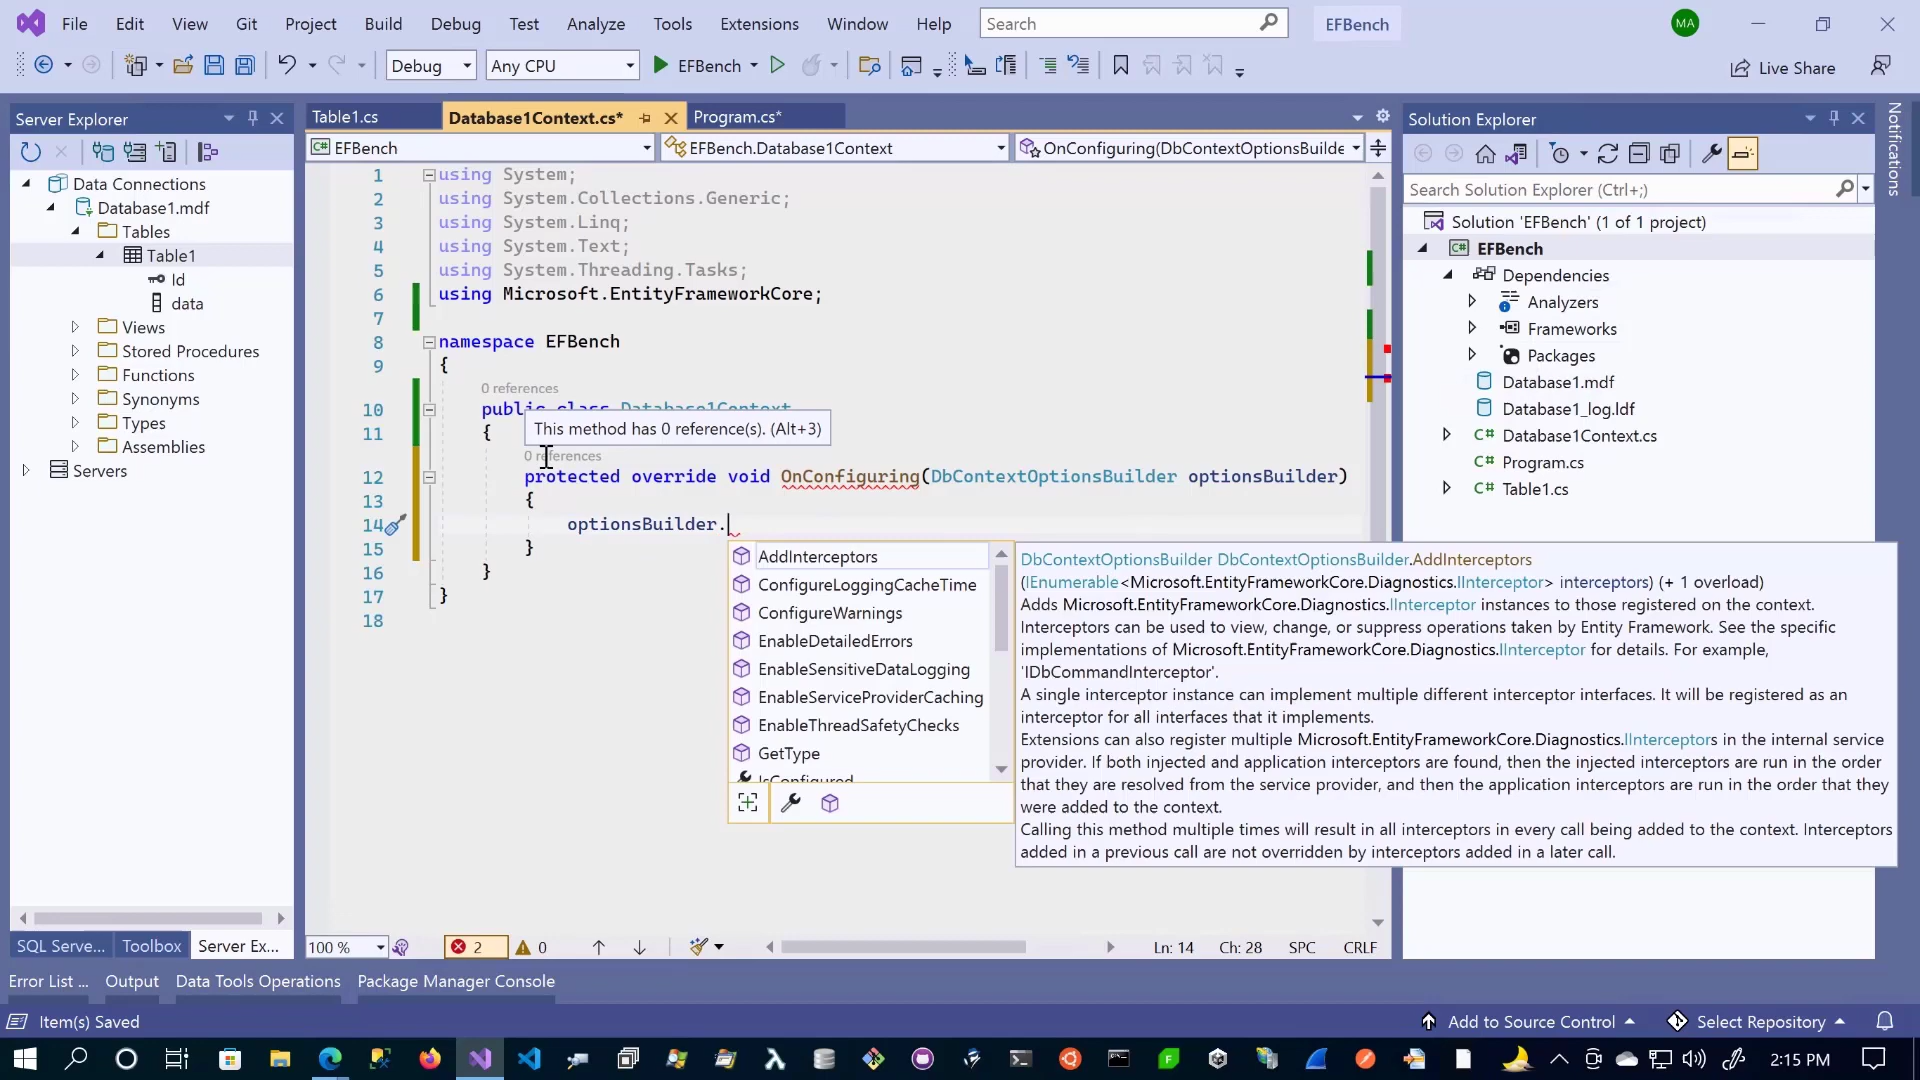 File Edit View Git Project Build Debug Test Analyze Tools Extensions Window Help Search EFBench MA
Debug Any CPU EFBench Live Share
Server Explorer
Data Connections
Database1.mdf
Tables
Table1
Id
data
Views
Stored Procedures
Functions
Synonyms
Types
Assemblies
Servers
SQL Serve... Toolbox Server Ex...
Table1.cs Database1Context.cs* Program.cs*
EFBench EFBench.Database1Context OnConfiguring(DbContextOptionsBuilde
1 using System;
2 using System.Collections.Generic;
3 using System.Linq;
4 using System.Text;
5 using System.Threading.Tasks;
6 using Microsoft.EntityFrameworkCore;
7
8 namespace EFBench
9 {
0 references
10 public class Database1Context
This method has 0 reference(s). (Alt+3)
11 {
0 references
12 protected override void OnConfiguring(DbContextOptionsBuilder optionsBuilder)
13 {
14 optionsBuilder.
15 }
16 }
17 }
18
AddInterceptors
ConfigureLoggingCacheTime
ConfigureWarnings
EnableDetailedErrors
EnableSensitiveDataLogging
EnableServiceProviderCaching
EnableThreadSafetyChecks
GetType
IsConfigured
DbContextOptionsBuilder DbContextOptionsBuilder.AddInterceptors
(IEnumerable<Microsoft.EntityFrameworkCore.Diagnostics.IInterceptor> interceptors) (+ 1 overload)
Adds Microsoft.EntityFrameworkCore.Diagnostics.IInterceptor instances to those registered on the context.
Interceptors can be used to view, change, or suppress operations taken by Entity Framework. See the specific
implementations of Microsoft.EntityFrameworkCore.Diagnostics.IInterceptor for details. For example,
'IDbCommandInterceptor'.
A single interceptor instance can implement multiple different interceptor interfaces. It will be registered as an
interceptor for all interfaces that it implements.
Extensions can also register multiple Microsoft.EntityFrameworkCore.Diagnostics.IInterceptors in the internal service
provider. If both injected and application interceptors are found, then the injected interceptors are run in the order
that they are resolved from the service provider, and then the application interceptors are run in the order that they
were added to the context.
Calling this method multiple times will result in all interceptors in every call being added to the context. Interceptors
added in a previous call are not overridden by interceptors added in a later call.
100 % 2 0 Ln: 14 Ch: 28 SPC CRLF
Solution Explorer
Search Solution Explorer (Ctrl+;)
Solution 'EFBench' (1 of 1 project)
EFBench
Dependencies
Analyzers
Frameworks
Packages
Database1.mdf
Database1_log.ldf
Database1Context.cs
Program.cs
Table1.cs
Notifications
Error List ... Output Data Tools Operations Package Manager Console
Item(s) Saved Add to Source Control Select Repository
2:15 PM